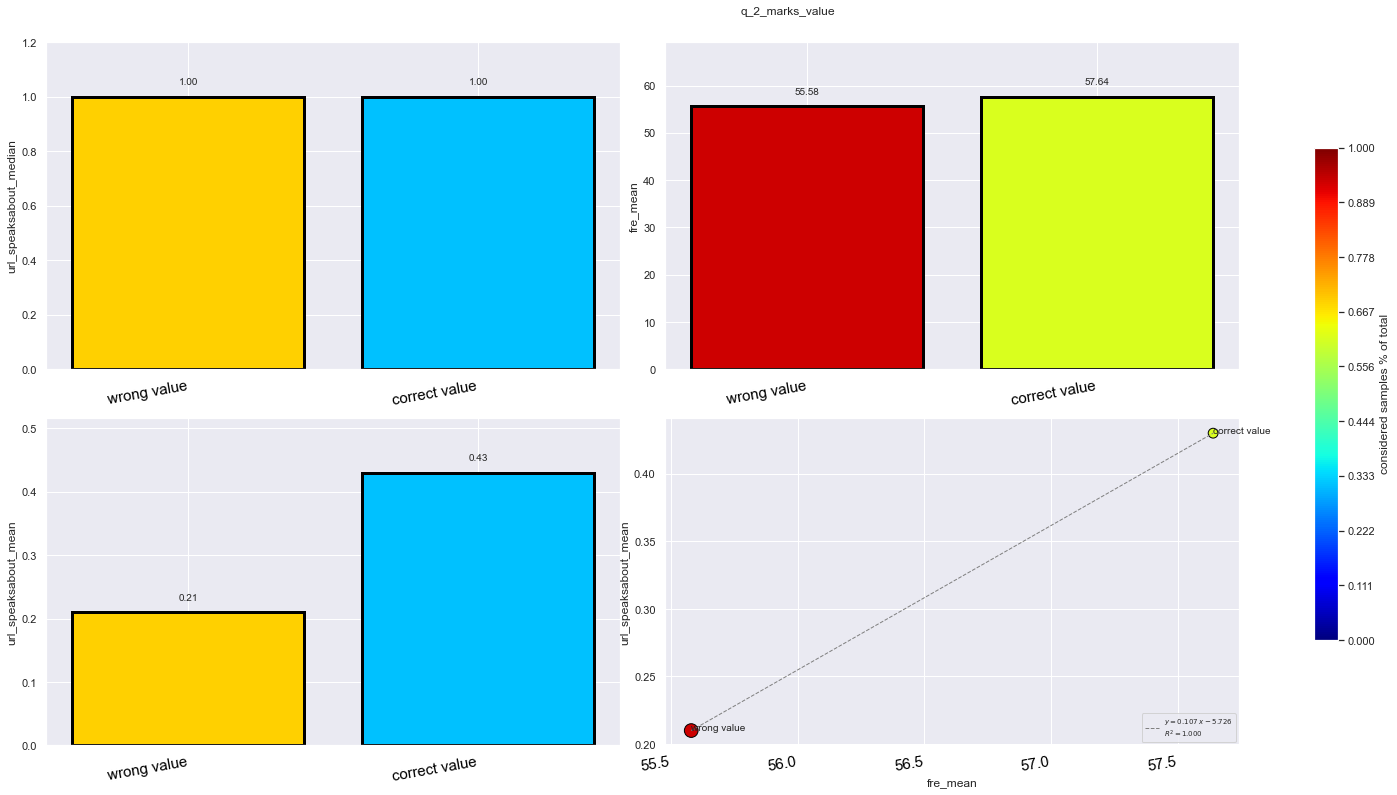 q_2_marks_value
1.2
1.0
0.8
0.6
0.4
0.2
0.0
url_speaksabout_median
1.00
1.00
wrong value
correct value
60
50
40
30
20
10
0
fre_mean
55.58
57.64
wrong value
correct value
0.5
0.4
0.3
0.2
0.1
0.0
url_speaksabout_mean
0.21
0.43
wrong value
correct value
0.40
0.35
0.30
0.25
0.20
url_speaksabout_mean
correct value
wrong value
y = 0.107 x − 5.726
R² = 1.000
55.5
56.0
56.5
57.0
57.5
fre_mean
1.000
0.889
0.778
0.667
0.556
0.444
0.333
0.222
0.111
0.000
considered samples % of total